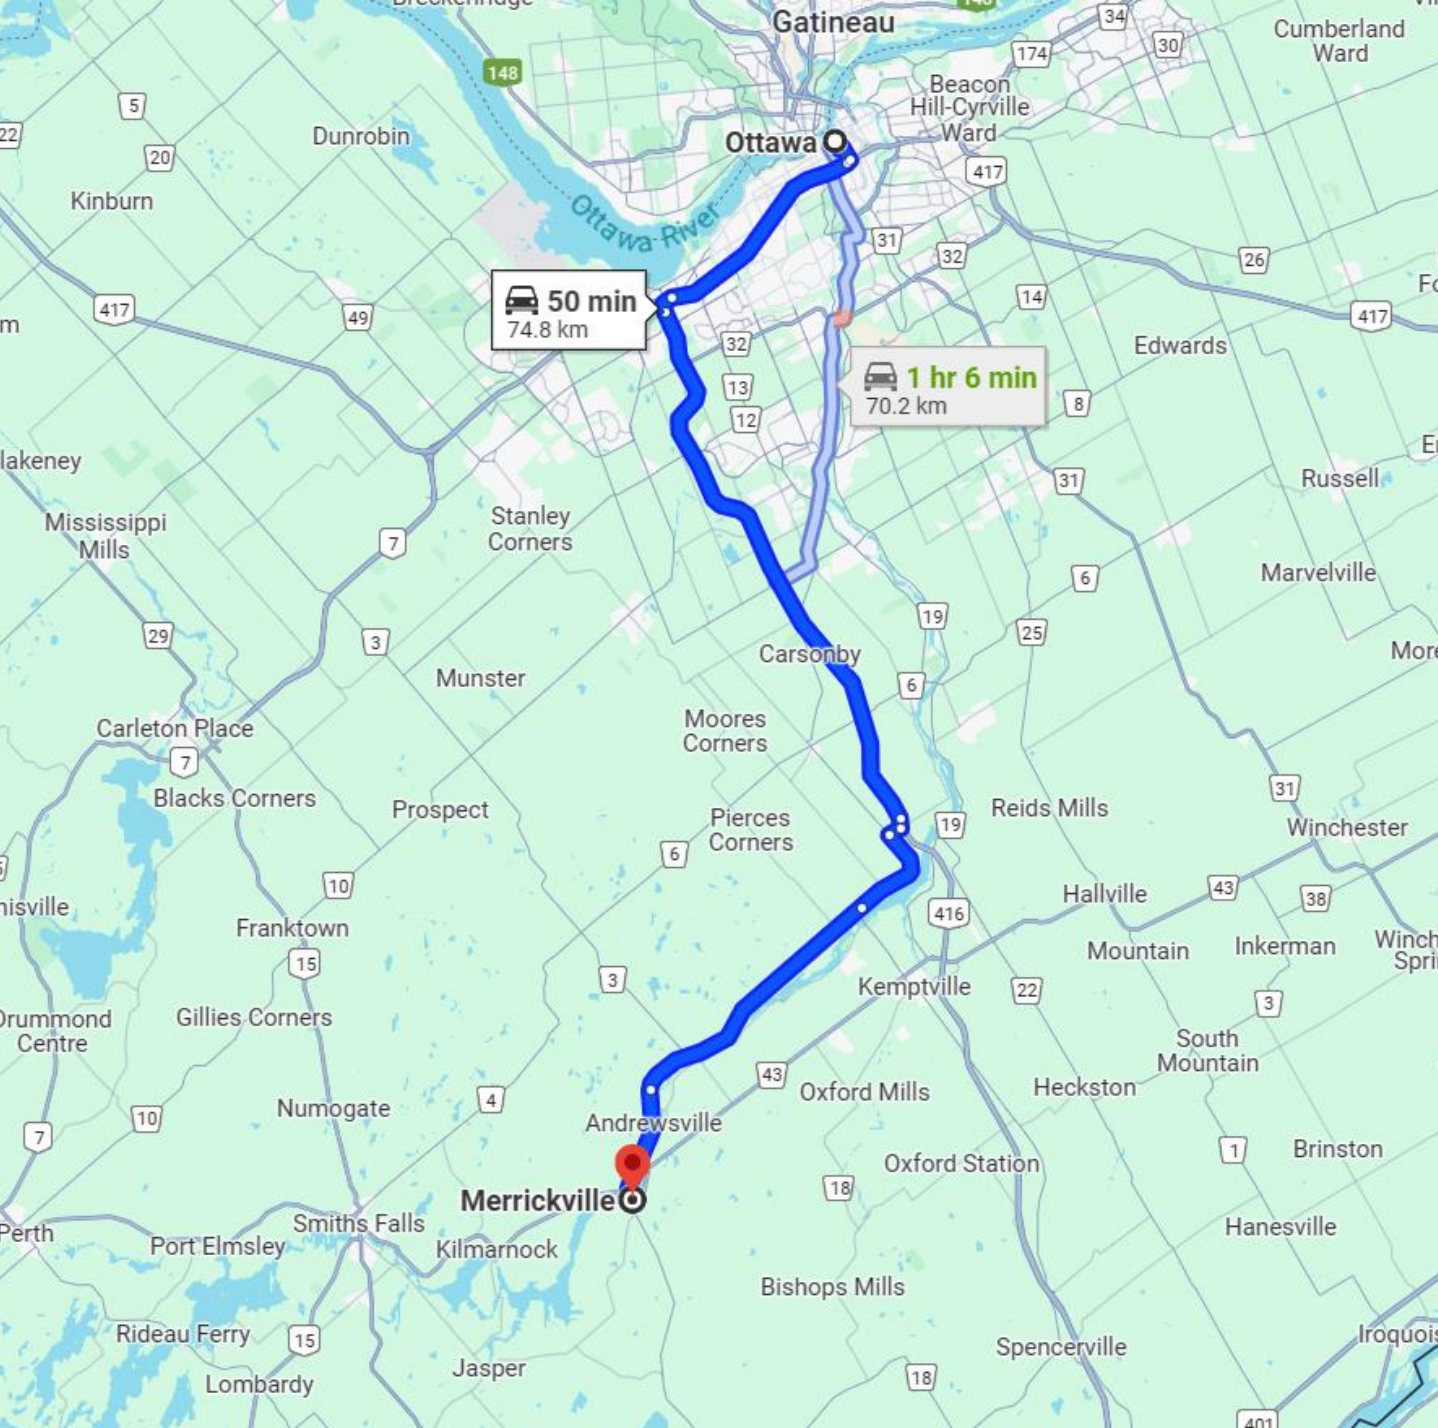 Gatineau
34
174
30
Cumberland
Ward
148
5
Beacon
Hill-Cyrville
Ward
22
Dunrobin
Ottawa
20
417
Kinburn
Ottawa River
31
32
26
417
49
50 min
74.8 km
14
417
32
Edwards
13
1 hr 6 min
70.2 km
12
8
31
Russell
Mississippi
Mills
Stanley
Corners
7
Marvelville
6
19
29
3
25
Carsonby
Munster
6
Moores
Corners
Carleton Place
7
31
Blacks Corners
Prospect
Pierces
Corners
Reids Mills
19
Winchester
6
10
Hallville
43
38
416
Franktown
Mountain
Inkerman
15
3
Kemptville
22
3
Drummond
Centre
Gillies Corners
South
Mountain
43
Heckston
Oxford Mills
4
Numogate
10
Andrewsville
7
1
Brinston
Oxford Station
18
Merrickville
Smiths Falls
Hanesville
Perth
Port Elmsley
Kilmarnock
Bishops Mills
Rideau Ferry
15
Iroquois
Spencerville
Jasper
18
Lombardy
401